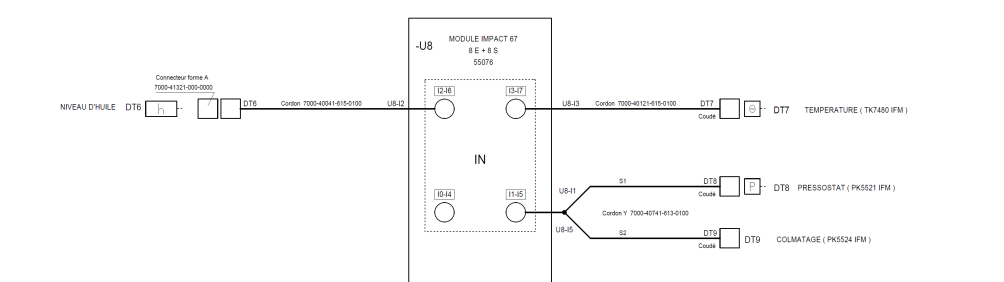 -U8
MODULE IMPACT 67
8 E + 8 S
55076
Connecteur forme A
7000-41321-000-0000
NIVEAU D'HUILE DT6 h
DT6 Cordon 7000-40041-615-0100 U8-I2
I2-I6
I3-I7
U8-I3 Cordon 7000-40121-615-0100 DT7
Coudé
θ DT7 TEMPERATURE ( TK7480 IFM )
IN
I0-I4
I1-I5
U8-I1
S1
DT8
Coudé
P DT8 PRESSOSTAT ( PK5521 IFM )
Cordon Y 7000-40741-613-0100
U8-I5
S2
DT9
Coudé
DT9 COLMATAGE ( PK5524 IFM )